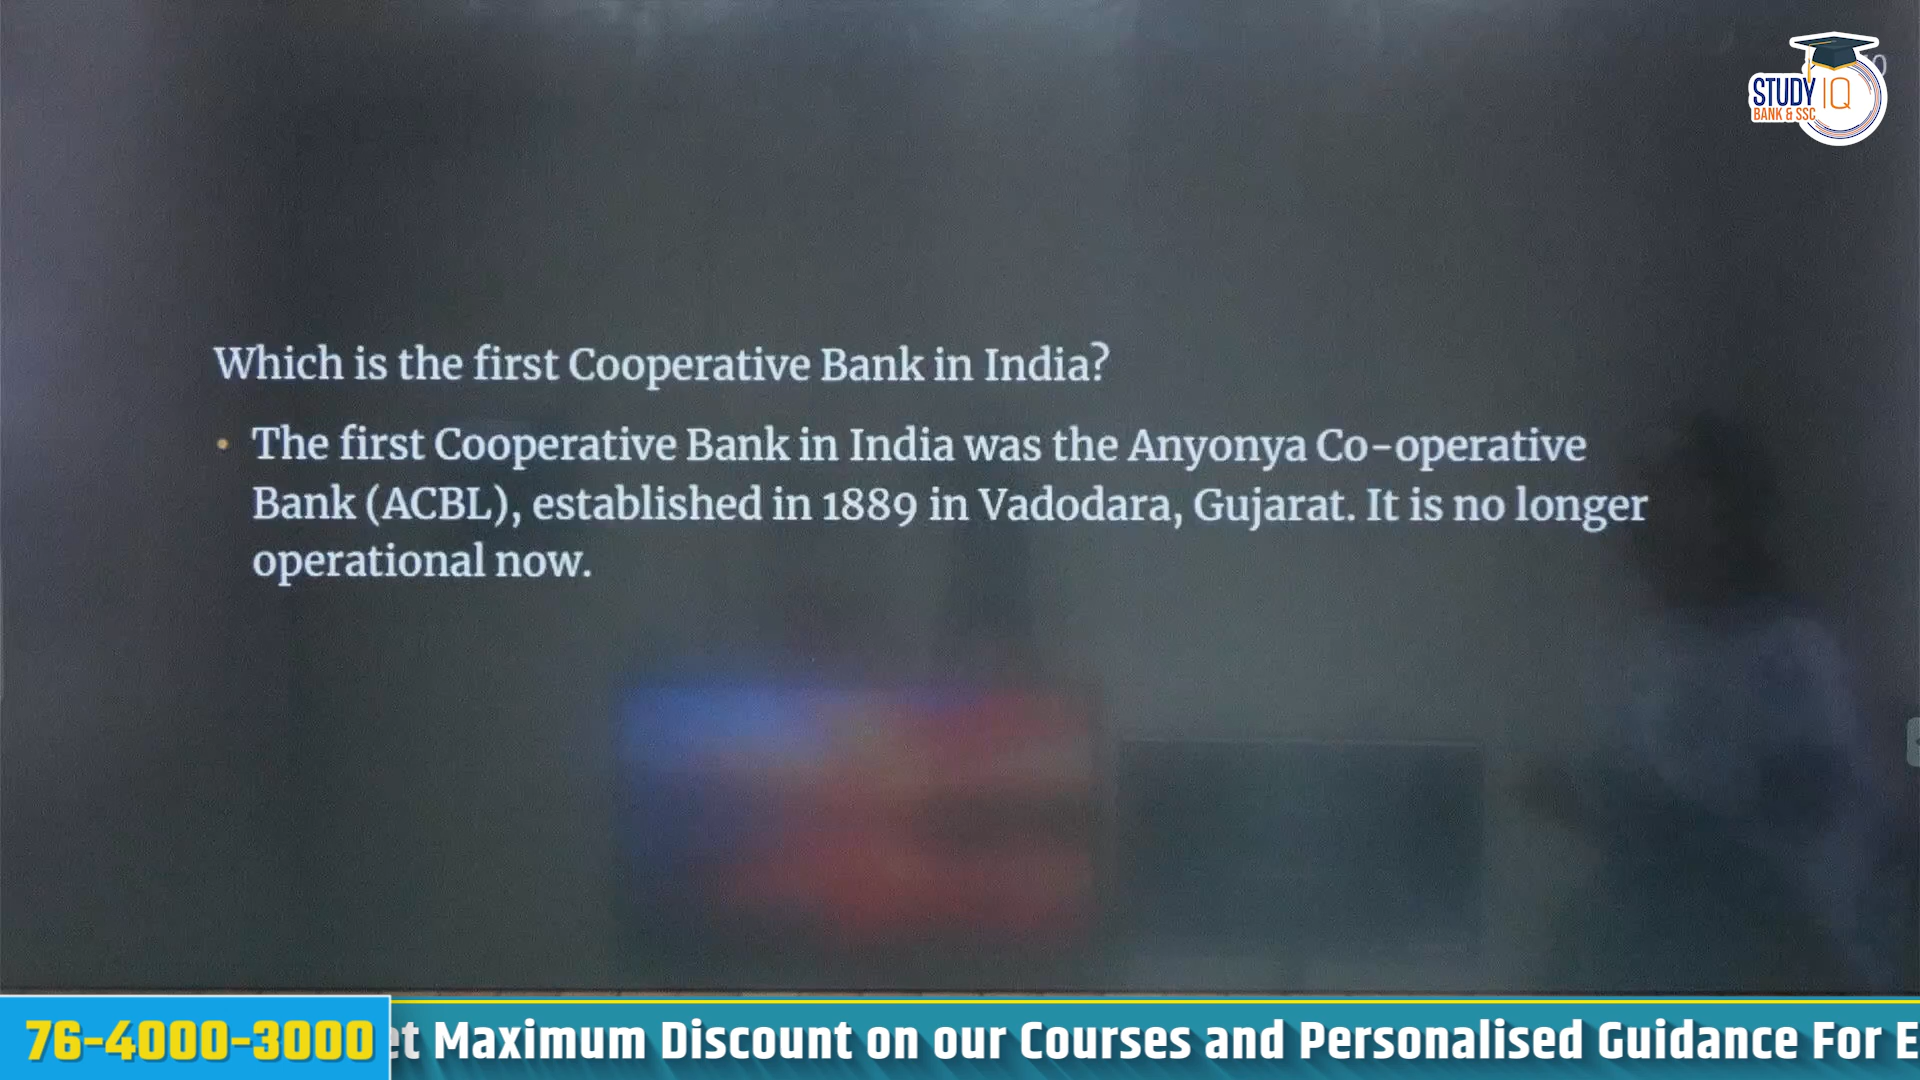 STUDY IQ
BANK & SSC
Which is the first Cooperative Bank in India?
• The first Cooperative Bank in India was the Anyonya Co-operative
Bank (ACBL), established in 1889 in Vadodara, Gujarat. It is no longer
operational now.
76-4000-3000
et Maximum Discount on our Courses and Personalised Guidance For E